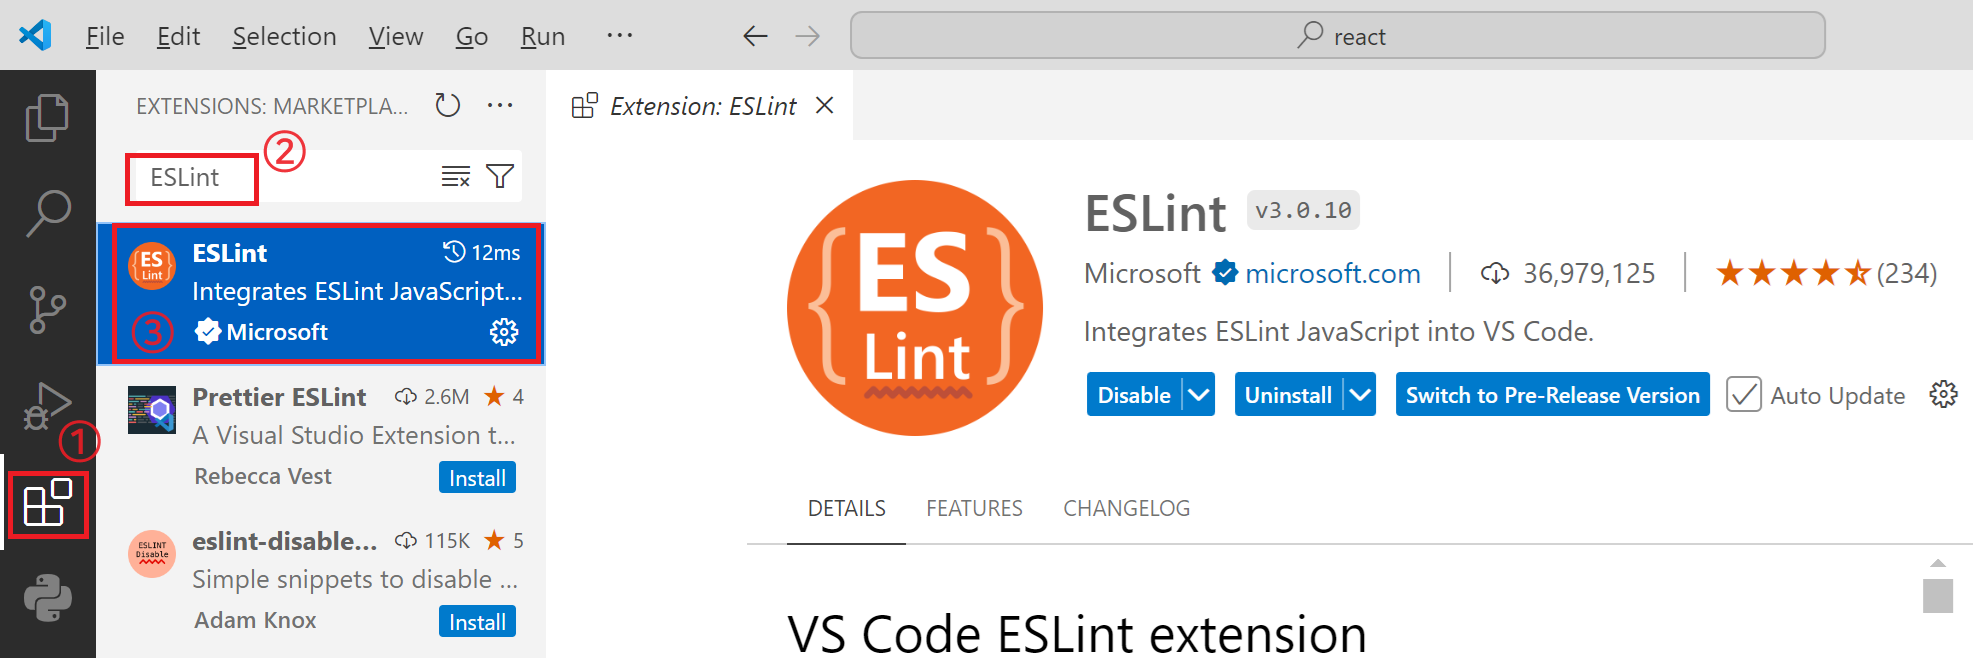 File Edit Selection View Go Run ...
react
EXTENSIONS: MARKETPLA...
Extension: ESLint
②
ESLint
ESLint 12ms
Integrates ESLint JavaScript...
③ Microsoft
Prettier ESLint 2.6M ★ 4
A Visual Studio Extension t...
Rebecca Vest Install
①
eslint-disable... 115K ★ 5
Simple snippets to disable ...
Adam Knox Install
{ES
Lint}
ESLINT
Disable
{ES
Lint}
ESLint v3.0.10
Microsoft microsoft.com 36,979,125 (234)
Integrates ESLint JavaScript into VS Code.
Disable Uninstall Switch to Pre-Release Version Auto Update
DETAILS FEATURES CHANGELOG
VS Code ESLint extension